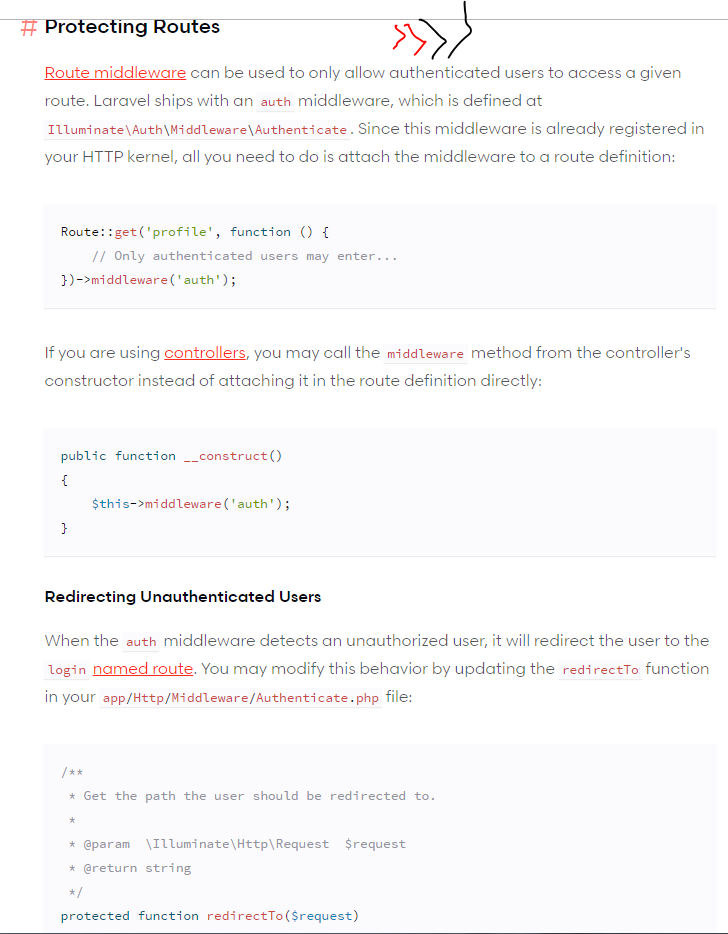 # Protecting Routes
Route middleware can be used to only allow authenticated users to access a given
route. Laravel ships with an auth middleware, which is defined at
Illuminate\Auth\Middleware\Authenticate. Since this middleware is already registered in
your HTTP kernel, all you need to do is attach the middleware to a route definition:
Route::get('profile', function () {
    // Only authenticated users may enter...
})->middleware('auth');
If you are using controllers, you may call the middleware method from the controller's
constructor instead of attaching it in the route definition directly:
public function __construct()
{
    $this->middleware('auth');
}
Redirecting Unauthenticated Users
When the auth middleware detects an unauthorized user, it will redirect the user to the
login named route. You may modify this behavior by updating the redirectTo function
in your app/Http/Middleware/Authenticate.php file:
/**
 * Get the path the user should be redirected to.
 *
 * @param  \Illuminate\Http\Request  $request
 * @return string
 */
protected function redirectTo($request)